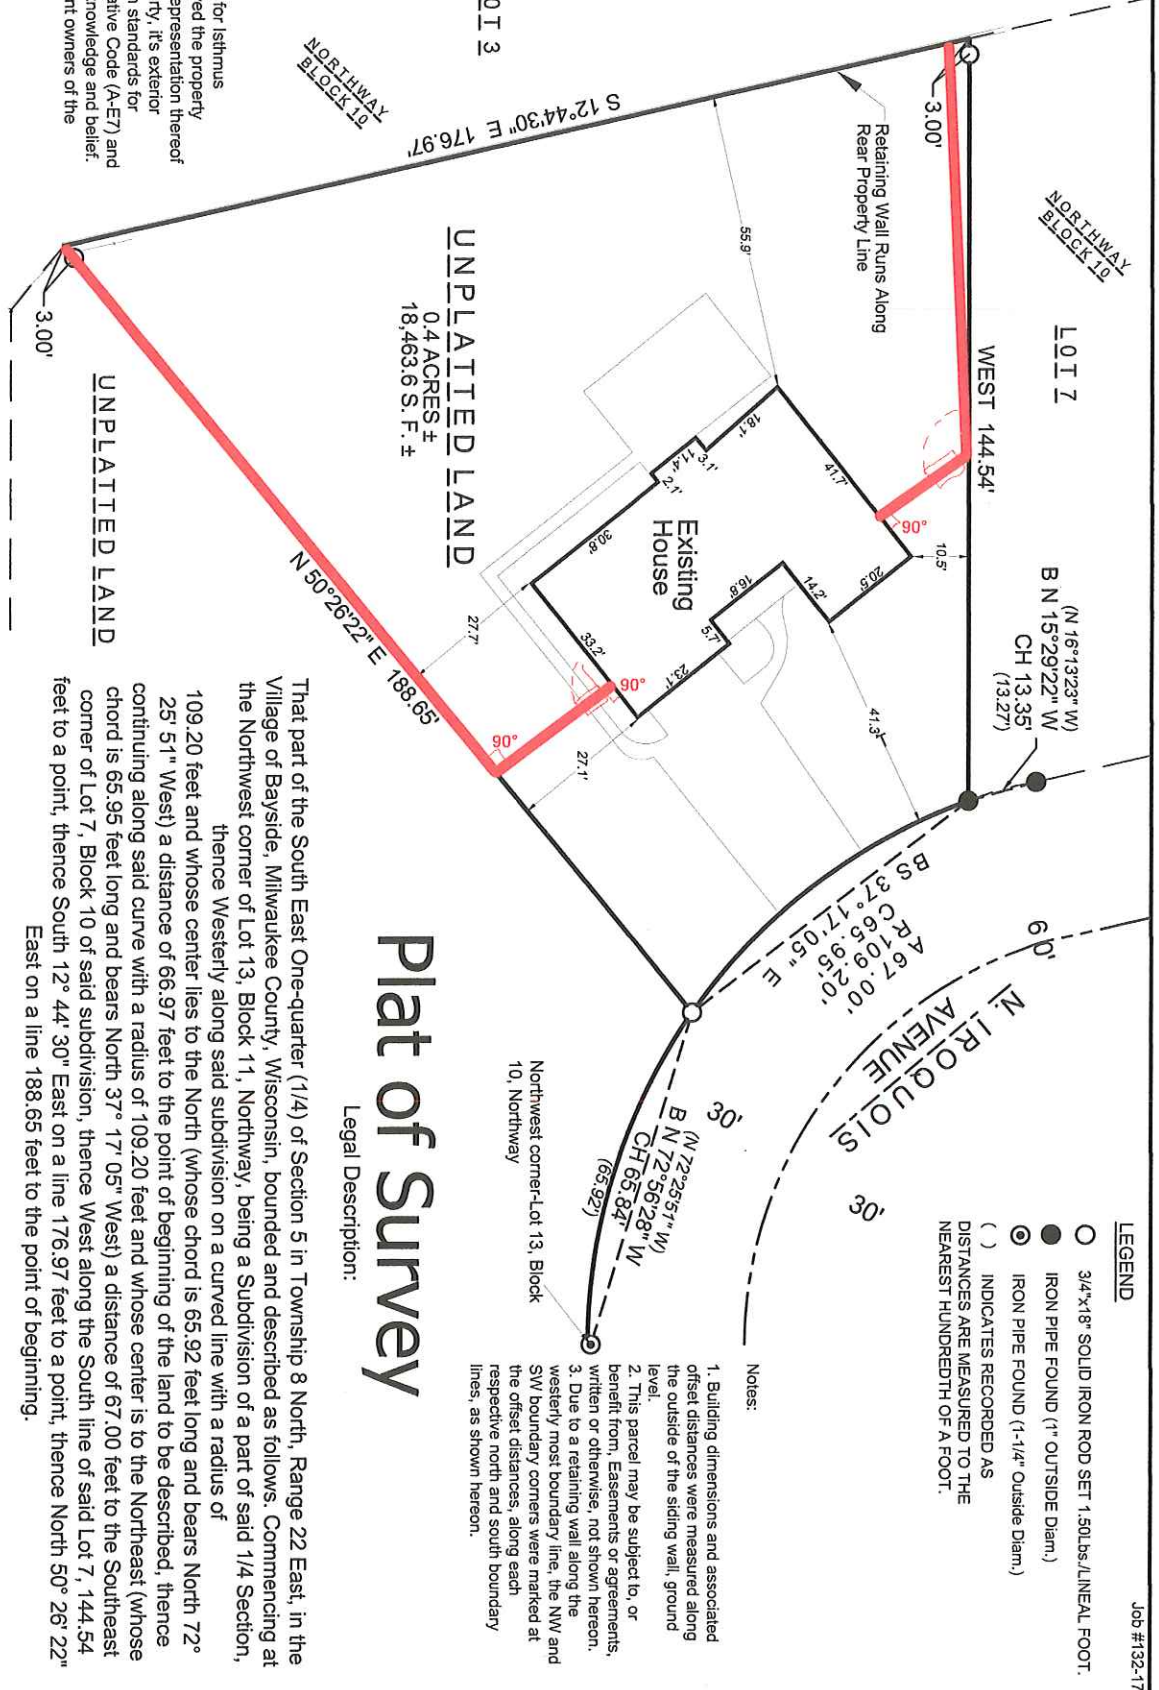 Job #132-17
LEGEND
3/4"x18" SOLID IRON ROD SET 1.50Lbs./LINEAL FOOT.
IRON PIPE FOUND (1" OUTSIDE Diam.)
IRON PIPE FOUND (1-1/4" Outside Diam.)
( ) INDICATES RECORDED AS
DISTANCES ARE MEASURED TO THE
NEAREST HUNDREDTH OF A FOOT.
NORTHWAY
BLOCK 10
LOT 7
(N 16°13'23" W)
B N 15°29'22" W
CH 13.35'
(13.27')
3.00'
WEST 144.54'
60'
N. IROQUOIS
AVENUE
30'
30'
Retaining Wall Runs Along
Rear Property Line
90°
10.5'
BS 37°17'05" E
C 65.95'
R 109.20'
A 67.00'
Notes:
1. Building dimensions and associated
offset distances were measured along
the outside of the siding wall, ground
level.
2. This parcel may be subject to, or
benefit from, Easements or agreements,
written or otherwise, not shown hereon.
3. Due to a retaining wall along the
westerly most boundary line, the NW and
SW boundary corners were marked at
the offset distances, along each
respective north and south boundary
lines, as shown hereon.
55.9'
41.7'
20.5'
14.2'
16.8'
5.7'
23.1'
41.3'
18.1'
3.1'
11.4'
2.1'
30.8'
33.2'
Existing
House
90°
90°
27.7'
27.1'
(N 72°25'51" W)
B N 72°56'28" W
CH 65.84'
(65.92')
Northwest corner-Lot 13, Block
10, Northway
OT 3
NORTHWAY
BLOCK 10
S 12°44'30" E 176.97'
UNPLATTED LAND
0.4 ACRES ±
18,463.6 S. F. ±
N 50°26'22" E 188.65'
3.00'
UNPLATTED LAND
Plat of Survey
Legal Description:
That part of the South East One-quarter (1/4) of Section 5 in Township 8 North, Range 22 East, in the
Village of Bayside, Milwaukee County, Wisconsin, bounded and described as follows. Commencing at
the Northwest corner of Lot 13, Block 11, Northway, being a Subdivision of a part of said 1/4 Section,
thence Westerly along said subdivision on a curved line with a radius of
109.20 feet and whose center lies to the North (whose chord is 65.92 feet long and bears North 72°
25' 51" West) a distance of 66.97 feet to the point of beginning of the land to be described, thence
continuing along said curve with a radius of 109.20 feet and whose center is to the Northeast (whose
chord is 65.95 feet long and bears North 37° 17' 05" West) a distance of 67.00 feet to the Southeast
corner of Lot 7, Block 10 of said subdivision, thence West along the South line of said Lot 7, 144.54
feet to a point, thence South 12° 44' 30" East on a line 176.97 feet to a point, thence North 50° 26' 22"
East on a line 188.65 feet to the point of beginning.
for Isthmus
ed the property
epresentation thereof
rty, it's exterior
n standards for
ative Code (A-E7) and
nowledge and belief.
nt owners of the